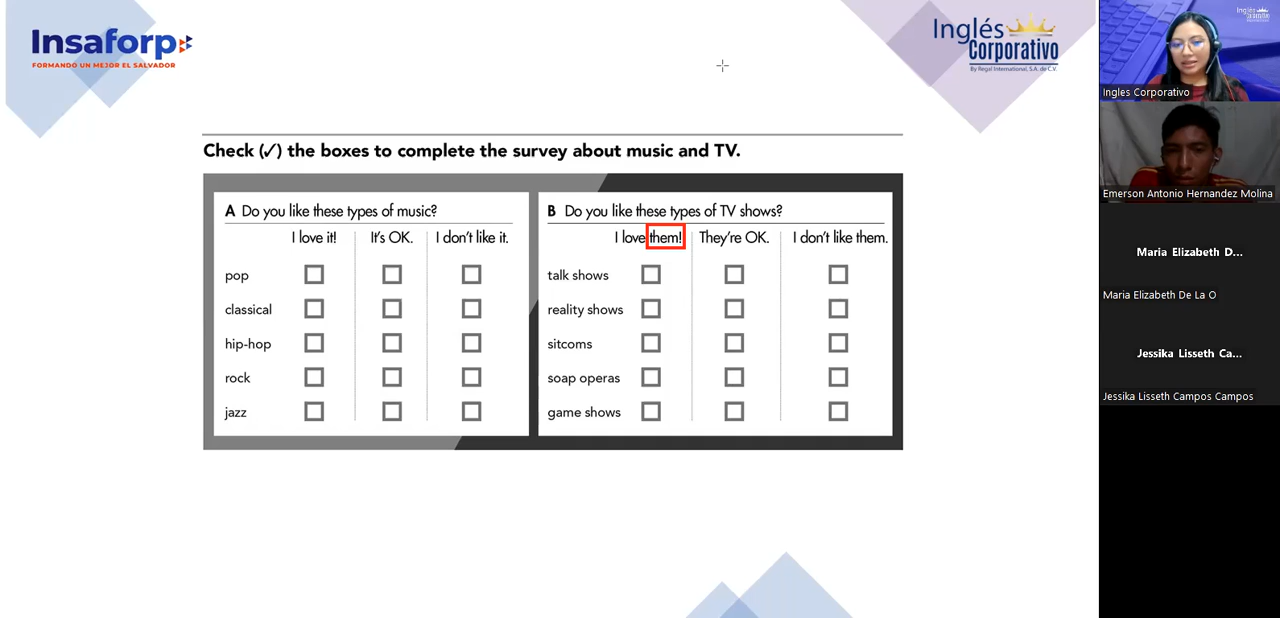 Insaforp
FORMANDO UN MEJOR EL SALVADOR
Inglés
Corporativo
By Regal International, S.A. de C.V.
Check (✓) the boxes to complete the survey about music and TV.
A Do you like these types of music?
I love it! It's OK. I don't like it.
pop
classical
hip-hop
rock
jazz
B Do you like these types of TV shows?
I love them! They're OK. I don't like them.
talk shows
reality shows
sitcoms
soap operas
game shows
Inglés
Ingles Corporativo
Emerson Antonio Hernandez Molina
Maria Elizabeth D...
Maria Elizabeth De La O
Jessika Lisseth Ca...
Jessika Lisseth Campos Campos